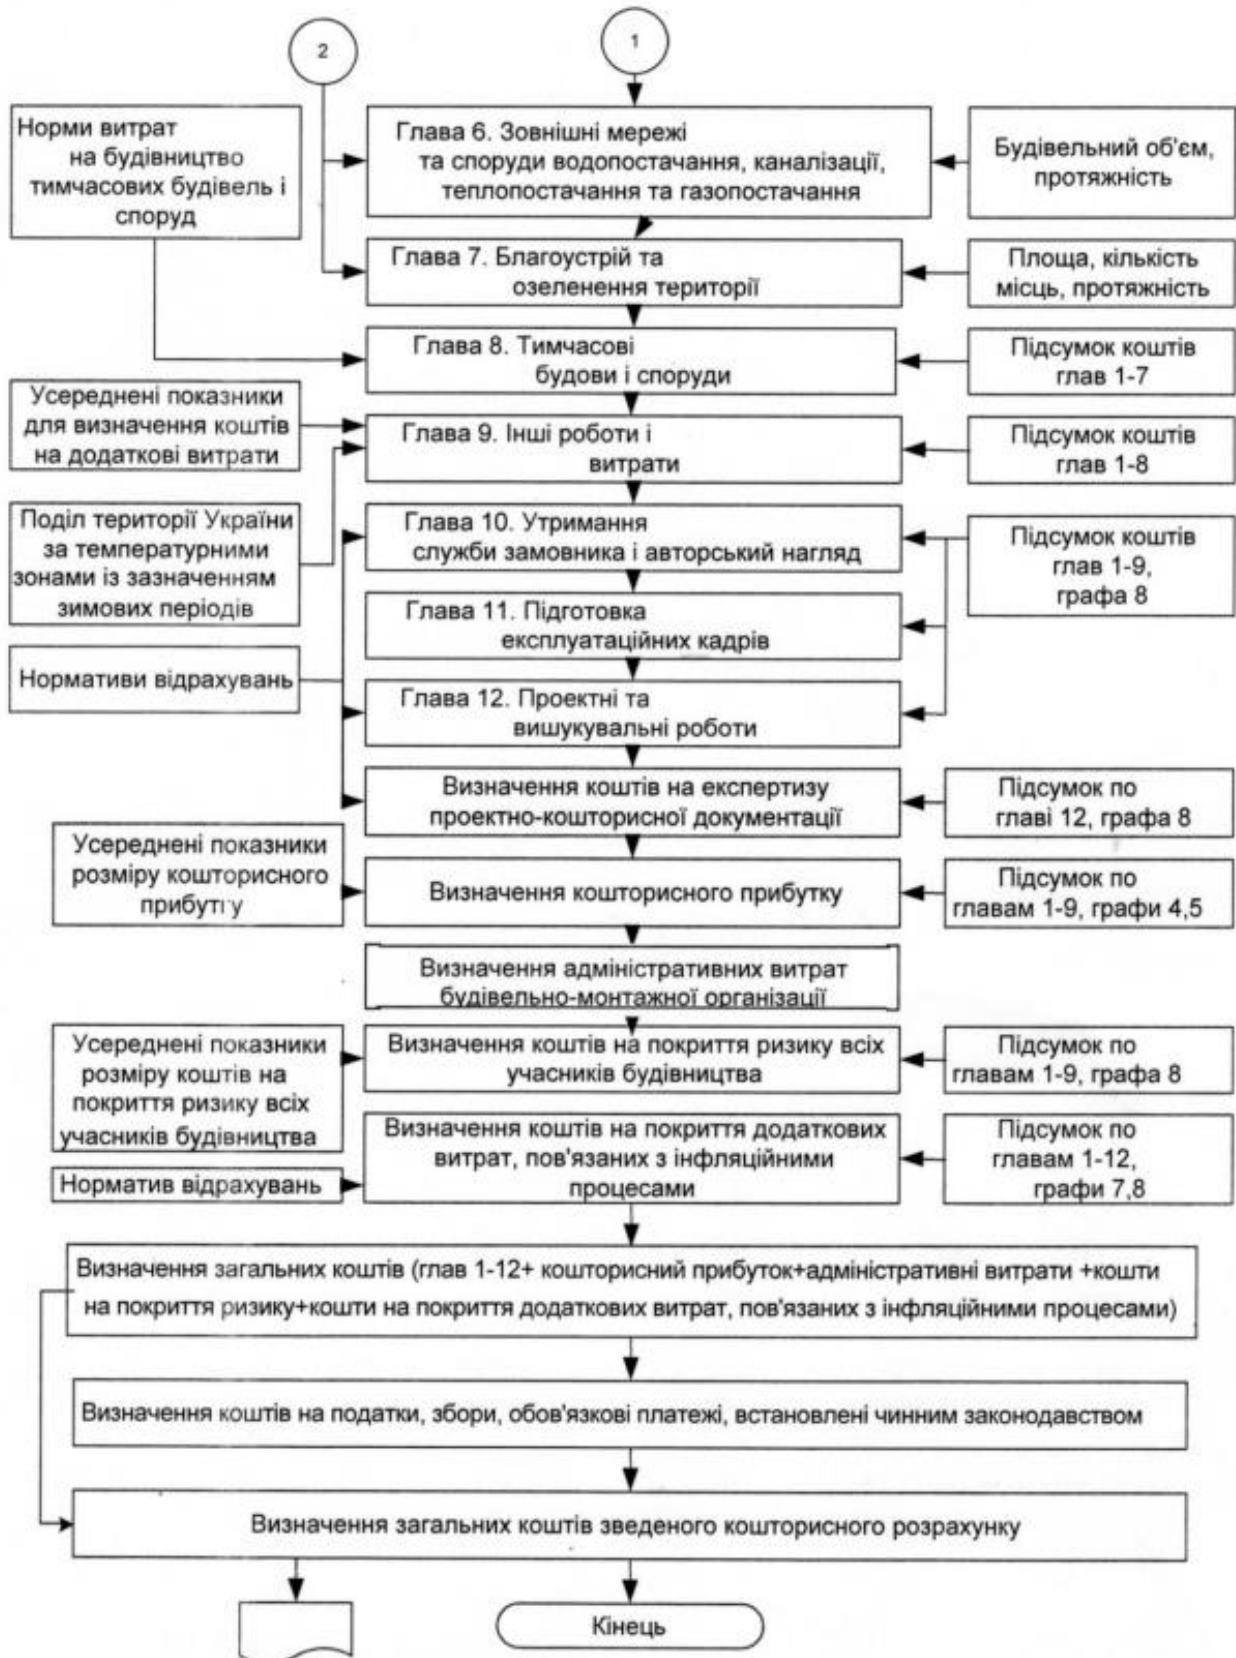 2
1
Норми витрат
на будівництво
тимчасових будівель і
споруд
Глава 6. Зовнішні мережі
та споруди водопостачання, каналізації,
теплопостачання та газопостачання
Будівельний об'єм,
протяжність
Глава 7. Благоустрій та
озеленення території
Площа, кількість
місць, протяжність
Глава 8. Тимчасові
будови і споруди
Підсумок коштів
глав 1-7
Усереднені показники
для визначення коштів
на додаткові витрати
Глава 9. Інші роботи і
витрати
Підсумок коштів
глав 1-8
Поділ території України
за температурними
зонами із зазначенням
зимових періодів
Глава 10. Утримання
служби замовника і авторський нагляд
Підсумок коштів
глав 1-9,
графа 8
Глава 11. Підготовка
експлуатаційних кадрів
Нормативи відрахувань
Глава 12. Проектні та
вишукувальні роботи
Визначення коштів на експертизу
проектно-кошторисної документації
Підсумок по
главі 12, графа 8
Усереднені показники
розміру кошторисного
прибутку
Визначення кошторисного прибутку
Підсумок по
главам 1-9, графи 4,5
Визначення адміністративних витрат
будівельно-монтажної організації
Усереднені показники
розміру коштів на
покриття ризику всіх
учасників будівництва
Визначення коштів на покриття ризику всіх
учасників будівництва
Підсумок по
главам 1-9, графа 8
Норматив відрахувань
Визначення коштів на покриття додаткових
витрат, пов'язаних з інфляційними
процесами
Підсумок по
главам 1-12,
графи 7,8
Визначення загальних коштів (глав 1-12+ кошторисний прибуток+адміністративні витрати +кошти
на покриття ризику+кошти на покриття додаткових витрат, пов'язаних з інфляційними процесами)
Визначення коштів на податки, збори, обов'язкові платежі, встановлені чинним законодавством
Визначення загальних коштів зведеного кошторисного розрахунку
Кінець